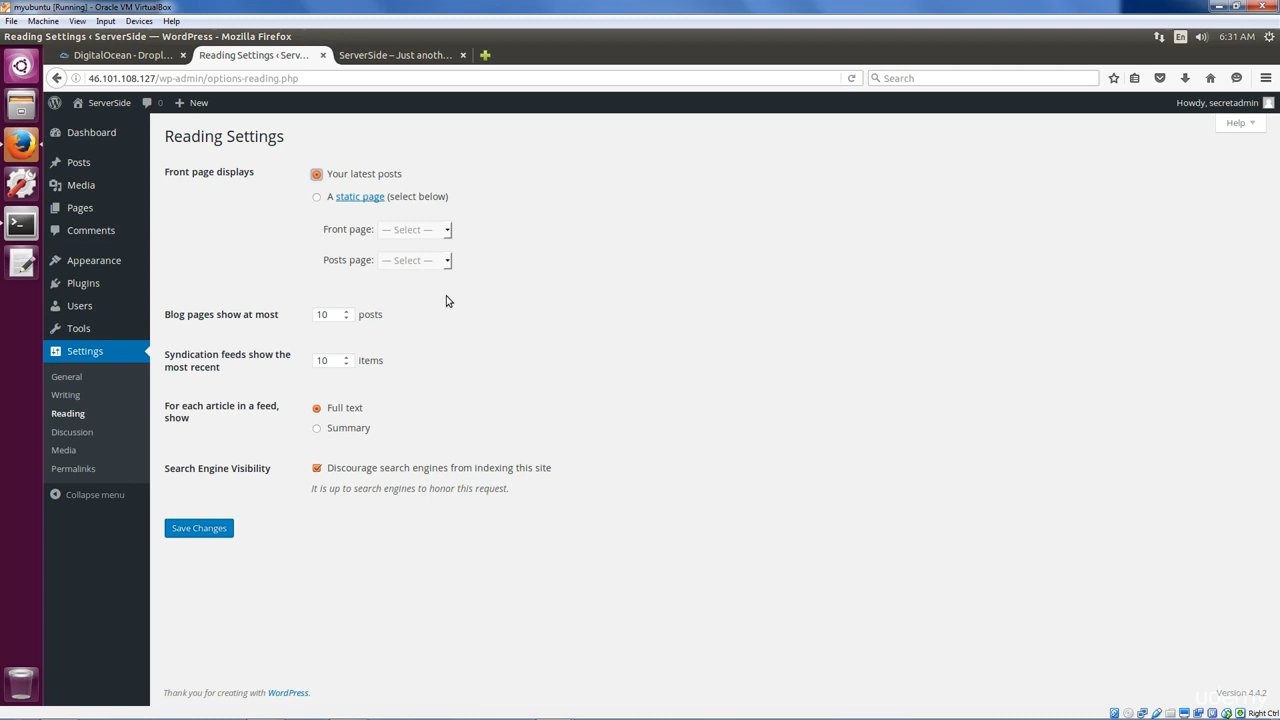 myubuntu [Running] - Oracle VM VirtualBox
File Machine View Input Devices Help
Reading Settings ‹ ServerSide — WordPress - Mozilla Firefox
En 6:31 AM
DigitalOcean - Dropl... × Reading Settings ‹ Serv... × ServerSide – Just anoth... ×
46.101.108.127/wp-admin/options-reading.php Search
ServerSide 0 + New Howdy, secretadmin
Help
Dashboard
Posts
Media
Pages
Comments
Appearance
Plugins
Users
Tools
Settings
General
Writing
Reading
Discussion
Media
Permalinks
Collapse menu
Reading Settings
Front page displays Your latest posts
A static page (select below)
Front page: — Select —
Posts page: — Select —
Blog pages show at most 10 posts
Syndication feeds show the
most recent 10 items
For each article in a feed,
show Full text
Summary
Search Engine Visibility Discourage search engines from indexing this site
It is up to search engines to honor this request.
Save Changes
Thank you for creating with WordPress. Version 4.4.2
Right Ctrl